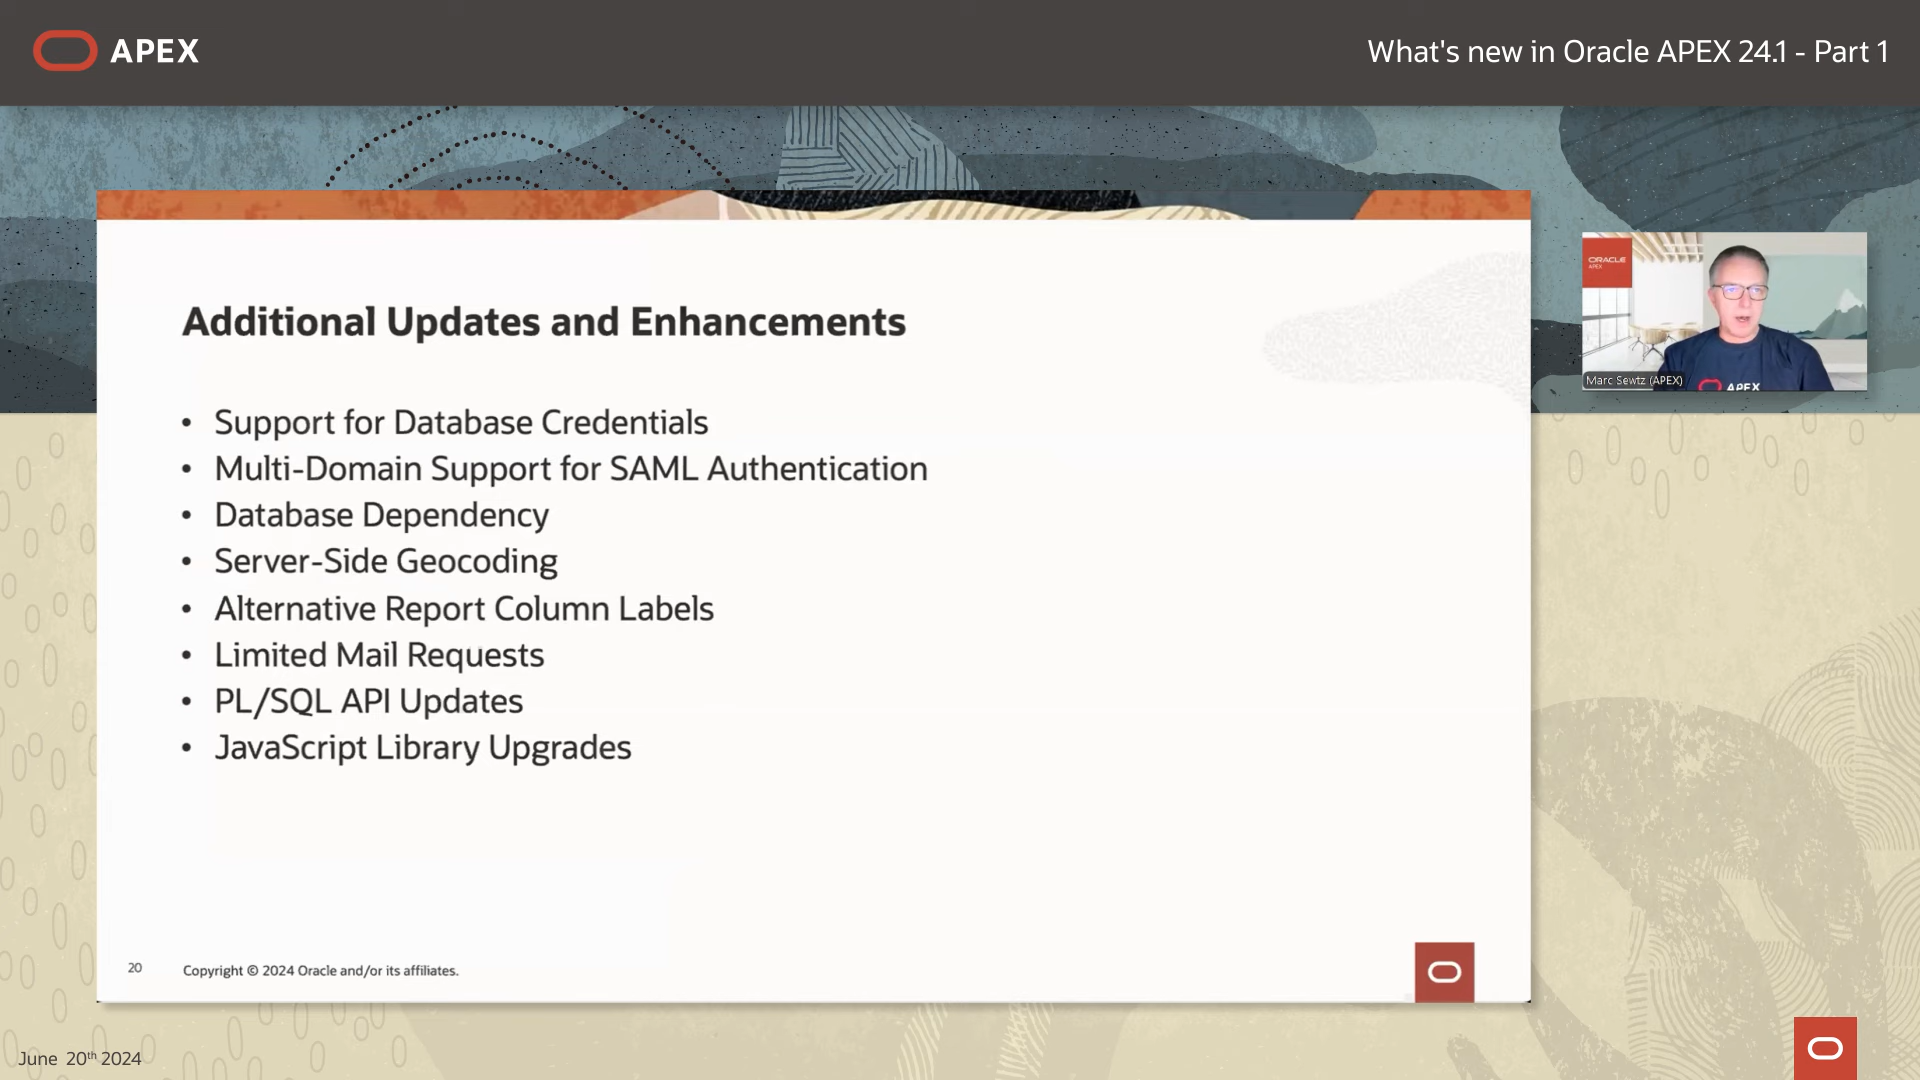 APEX
What's new in Oracle APEX 24.1 - Part 1
Additional Updates and Enhancements
• Support for Database Credentials
• Multi-Domain Support for SAML Authentication
• Database Dependency
• Server-Side Geocoding
• Alternative Report Column Labels
• Limited Mail Requests
• PL/SQL API Updates
• JavaScript Library Upgrades
20 Copyright © 2024 Oracle and/or its affiliates.
ORACLE
APEX
Marc Sewtz (APEX)
APEX
June 20th 2024